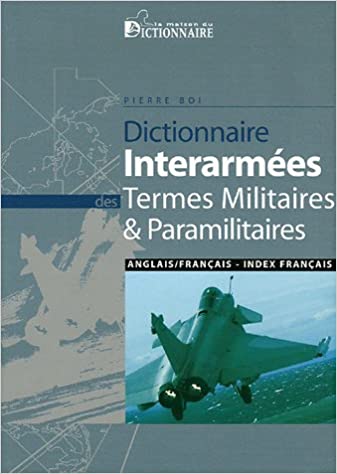 la maison du
DICTIONNAIRE
PIERRE BOI
Dictionnaire
Interarmées
des Termes Militaires
& Paramilitaires
ANGLAIS/FRANÇAIS - INDEX FRANÇAIS